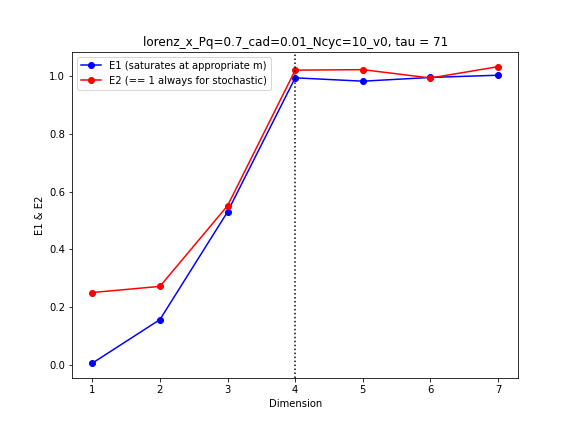 lorenz_x_Pq=0.7_cad=0.01_Ncyc=10_v0, tau = 71
E1 (saturates at appropriate m)
E2 (== 1 always for stochastic)
1.0
0.8
0.6
0.4
0.2
0.0
E1 & E2
1 2 3 4 5 6 7
Dimension